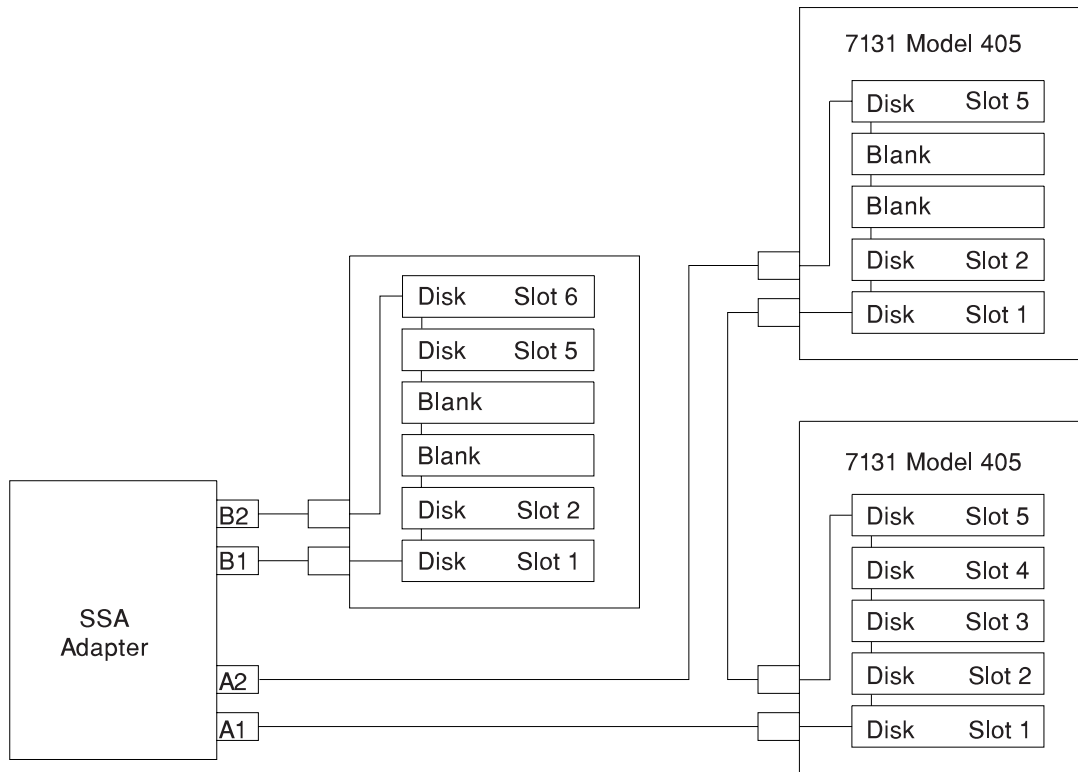 7131 Model 405
Disk Slot 5
Blank
Blank
Disk Slot 2
Disk Slot 1
Disk Slot 6
Disk Slot 5
Blank
Blank
Disk Slot 2
Disk Slot 1
7131 Model 405
Disk Slot 5
Disk Slot 4
Disk Slot 3
Disk Slot 2
Disk Slot 1
SSA
Adapter
B2
B1
A2
A1